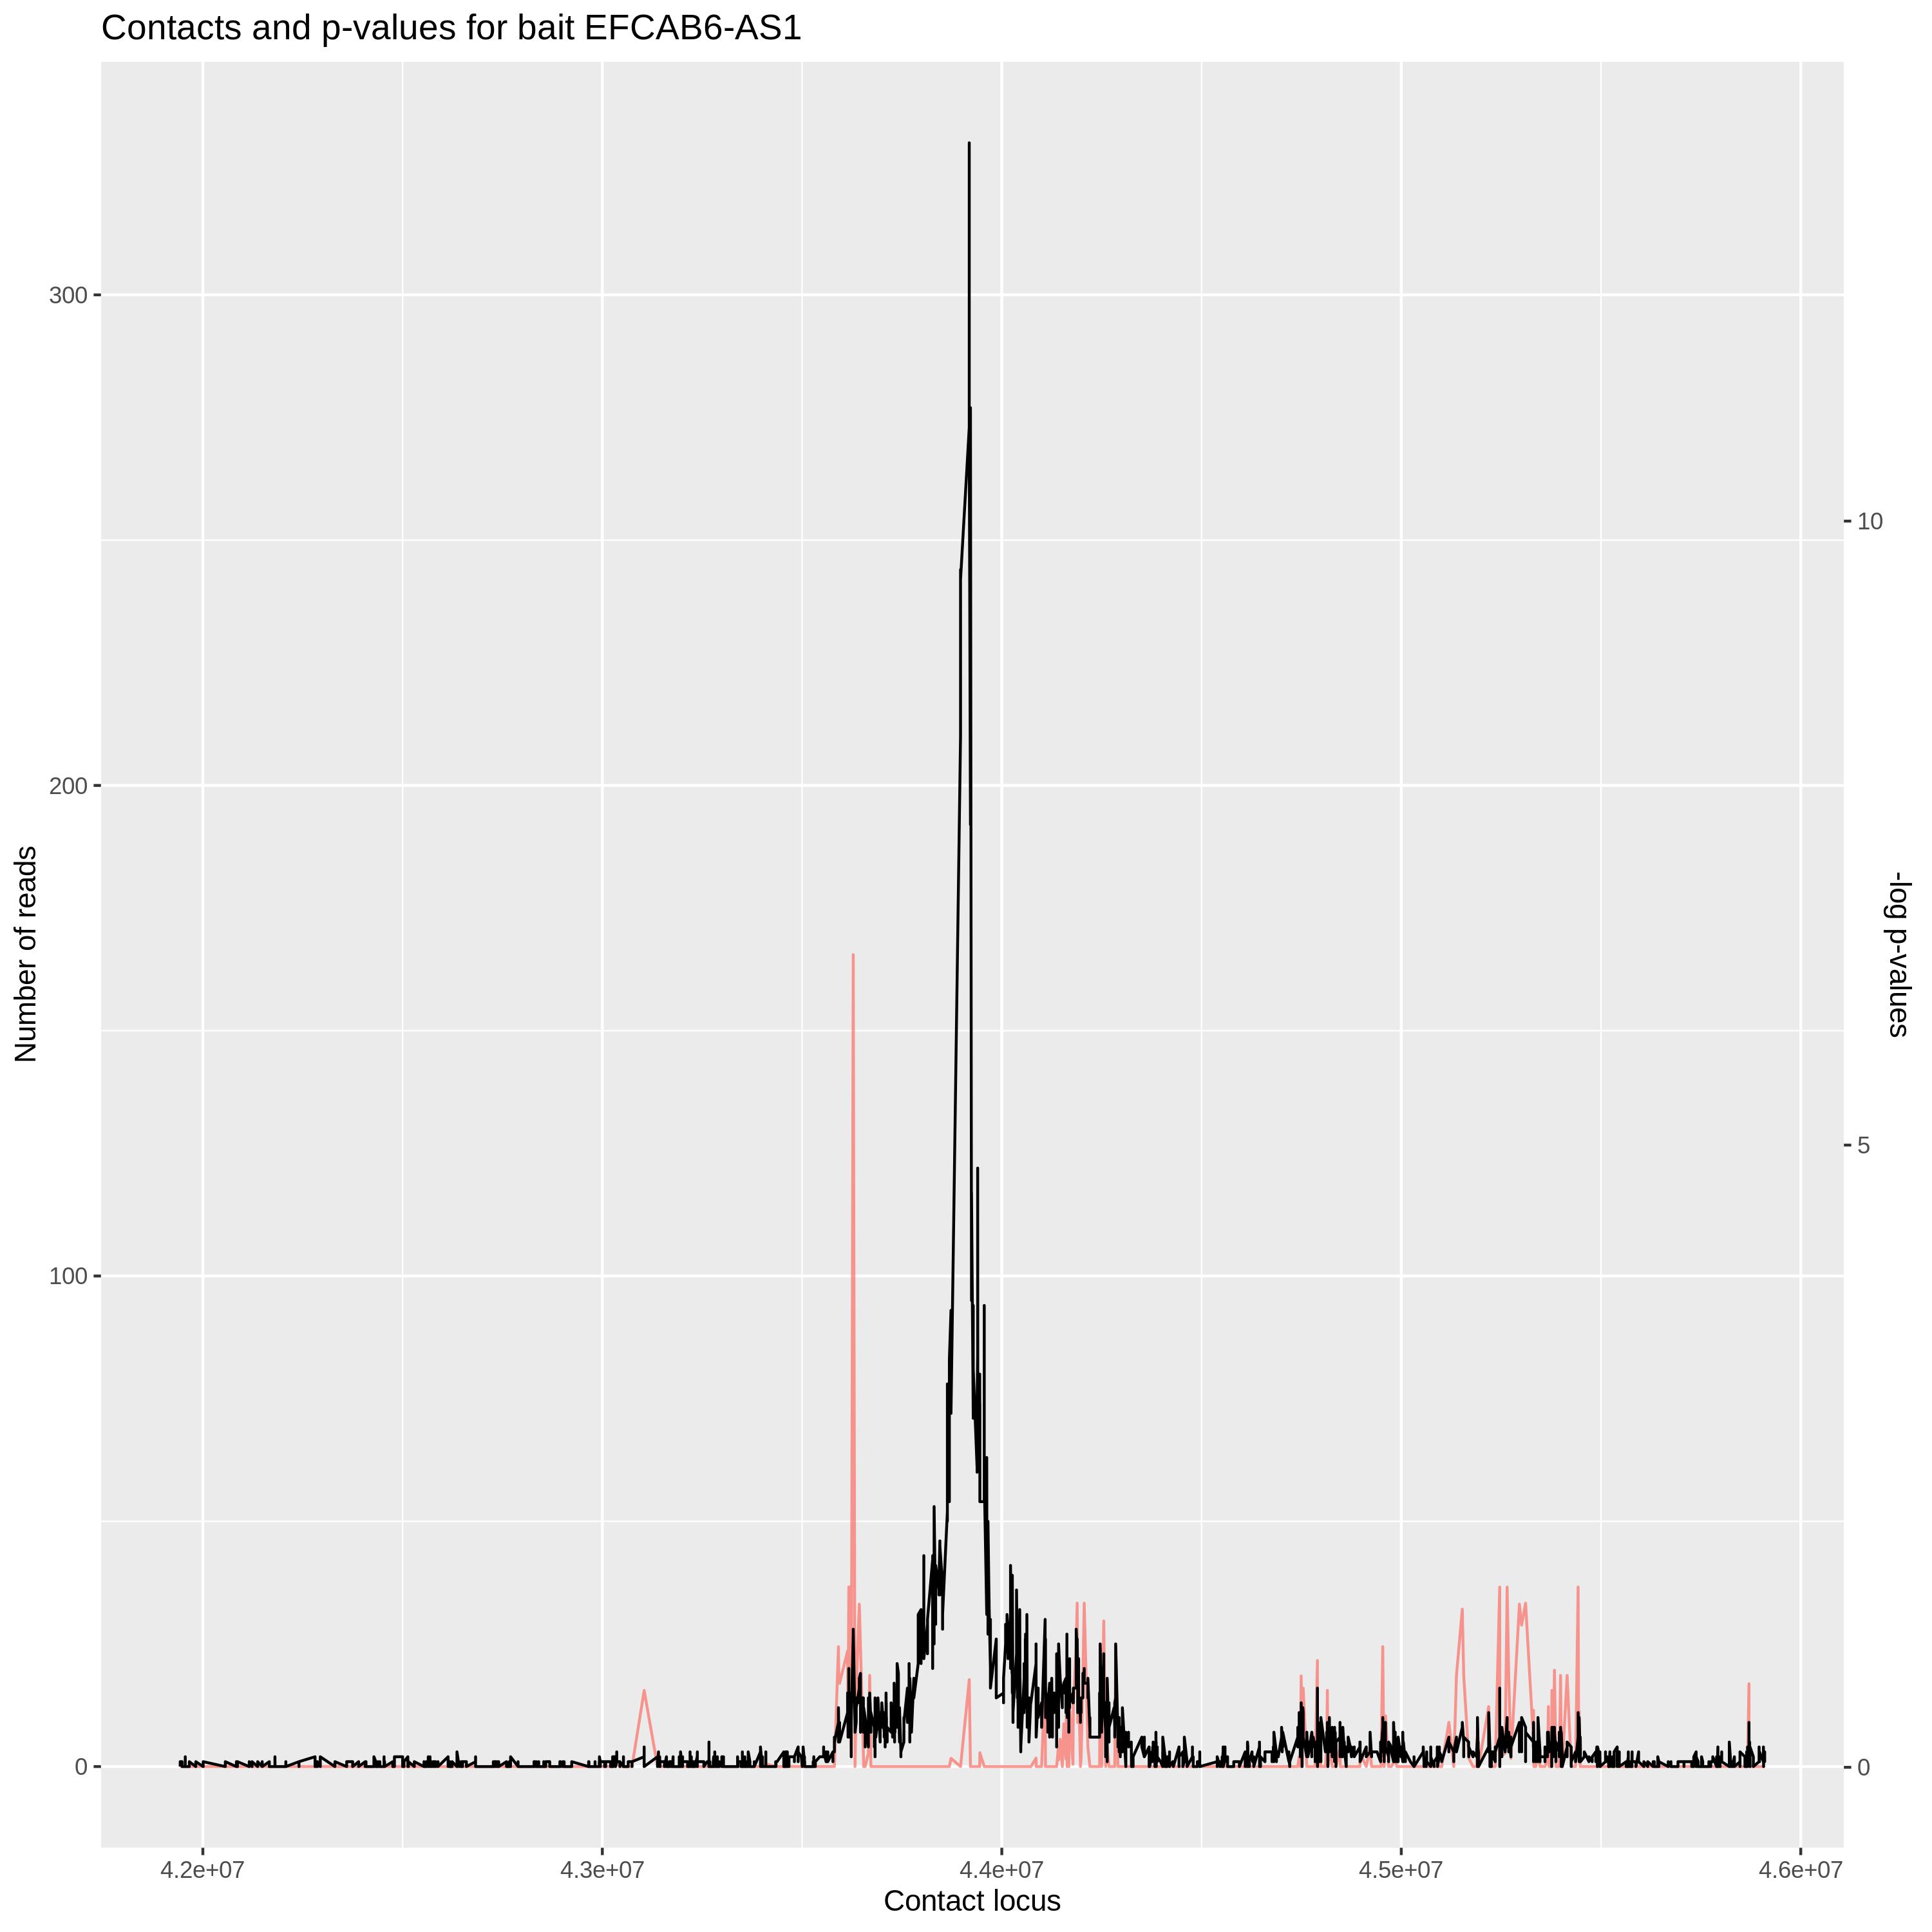 Contacts and p-values for bait EFCAB6-AS1
300
200
100
0
Number of reads
10
5
0
-log p-values
4.2e+07 4.3e+07 4.4e+07 4.5e+07 4.6e+07
Contact locus